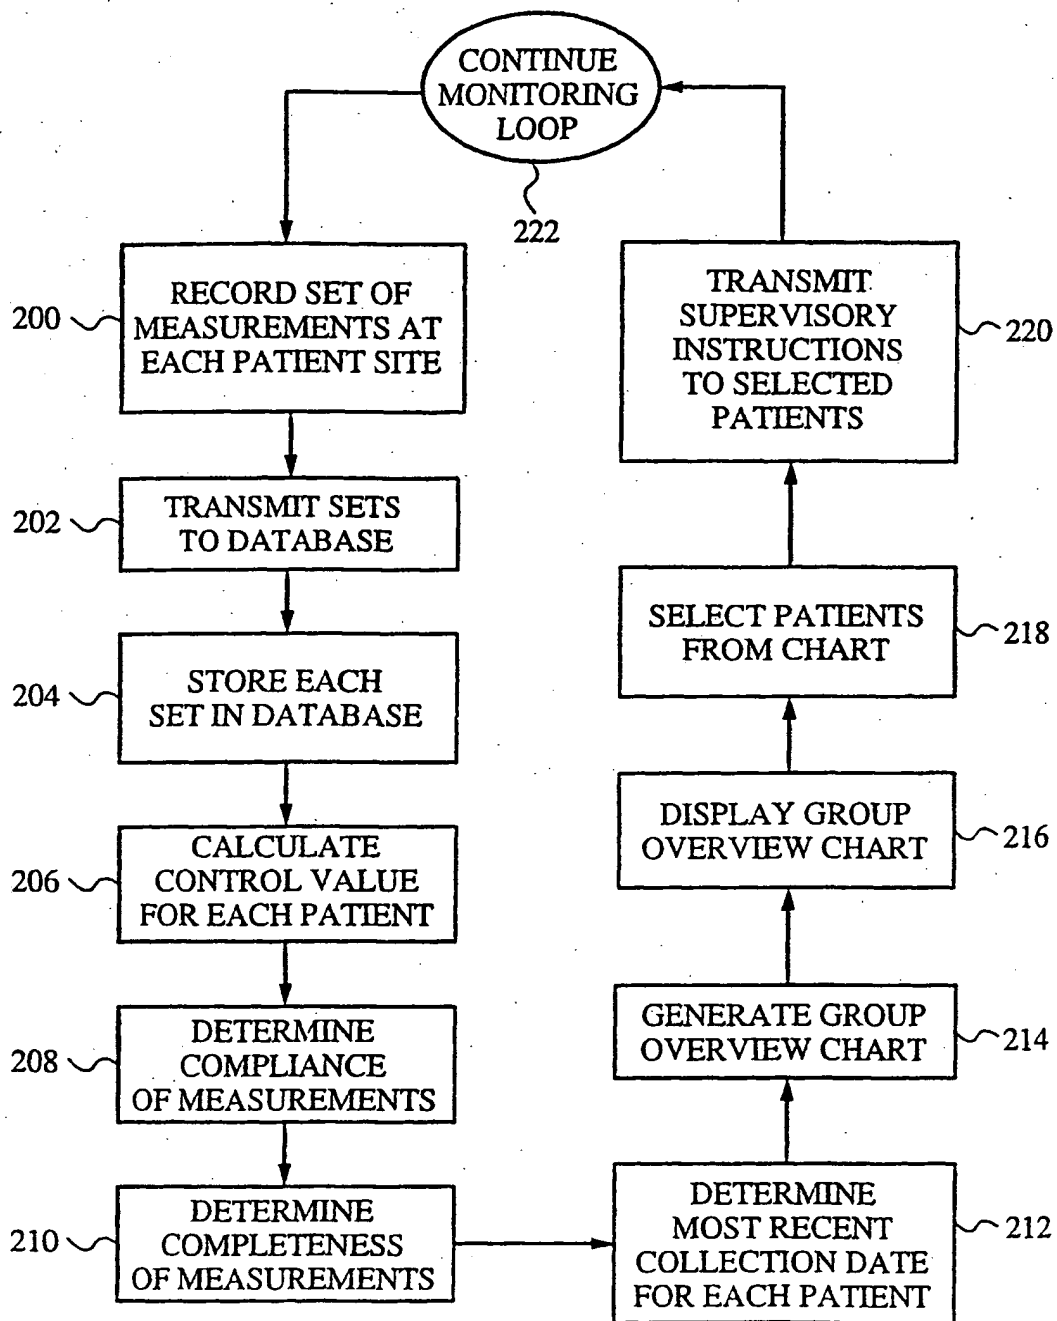 CONTINUE
MONITORING
LOOP
222
200
RECORD SET OF
MEASUREMENTS AT
EACH PATIENT SITE
202
TRANSMIT SETS
TO DATABASE
204
STORE EACH
SET IN DATABASE
206
CALCULATE
CONTROL VALUE
FOR EACH PATIENT
208
DETERMINE
COMPLIANCE
OF MEASUREMENTS
210
DETERMINE
COMPLETENESS
OF MEASUREMENTS
DETERMINE
MOST RECENT
COLLECTION DATE
FOR EACH PATIENT
212
GENERATE GROUP
OVERVIEW CHART
214
DISPLAY GROUP
OVERVIEW CHART
216
SELECT PATIENTS
FROM CHART
218
TRANSMIT
SUPERVISORY
INSTRUCTIONS
TO SELECTED
PATIENTS
220